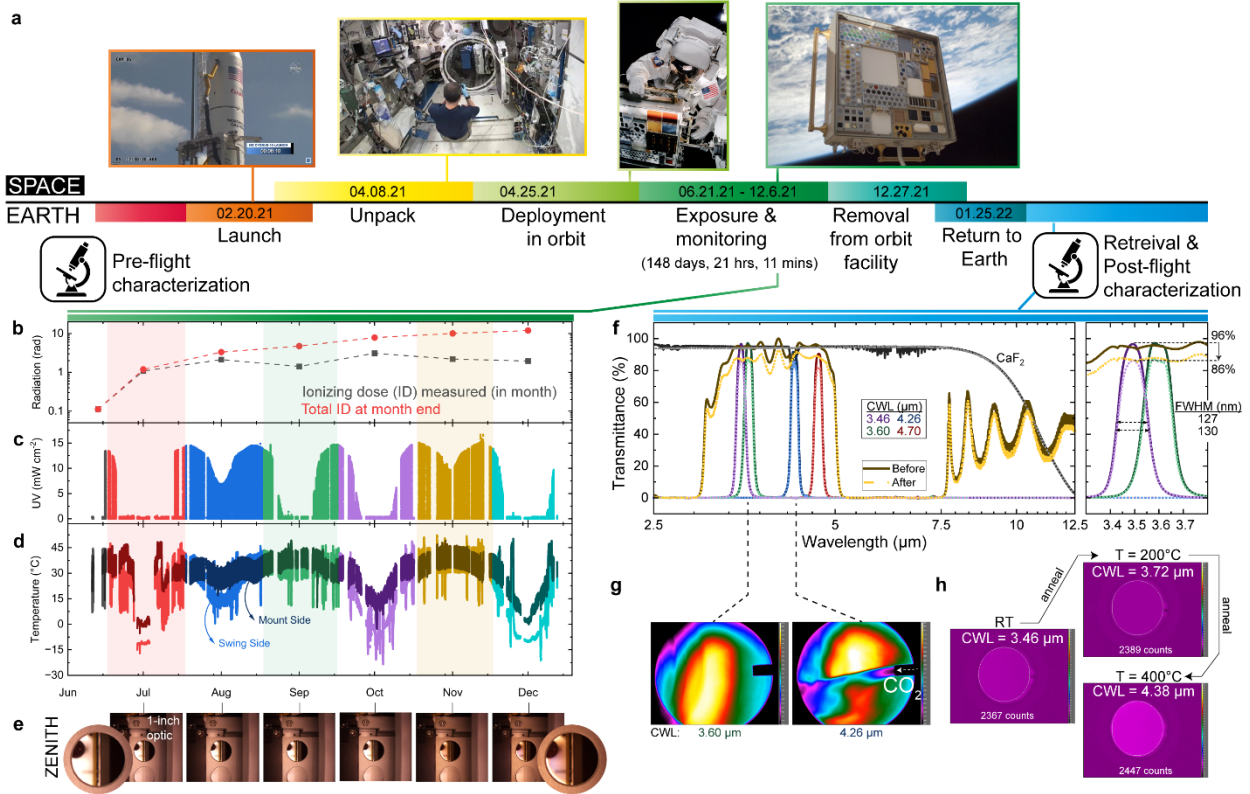 a
SPACE
EARTH
02.20.21
Launch
04.08.21
Unpack
04.25.21
Deployment
in orbit
06.21.21 - 12.6.21
Exposure &
monitoring
(148 days, 21 hrs, 11 mins)
12.27.21
Removal
from orbit
facility
01.25.22
Return to
Earth
Pre-flight
characterization
Retreival &
Post-flight
characterization
b
Radiation (rad)
10
1
0.1
Ionizing dose (ID) measured (in month)
Total ID at month end
c
UV (mW cm-2)
15
10
5
0
d
Temperature (°C)
45
30
15
0
−15
−30
Mount Side
Swing Side
Jun
Jul
Aug
Sep
Oct
Nov
Dec
e
ZENITH
1-inch
optic
f
Transmittance (%)
100
80
60
40
20
0
CaF2
CWL (μm)
3.46 4.26
3.60 4.70
Before
After
2.5
5
7.5
10
12.5
Wavelength (μm)
96%
86%
FWHM (nm)
127
130
3.4
3.5
3.6
3.7
g
CO2
CWL:
3.60 μm
4.26 μm
h
RT
CWL = 3.46 μm
2367 counts
anneal
T = 200°C
CWL = 3.72 μm
2389 counts
anneal
T = 400°C
CWL = 4.38 μm
2447 counts